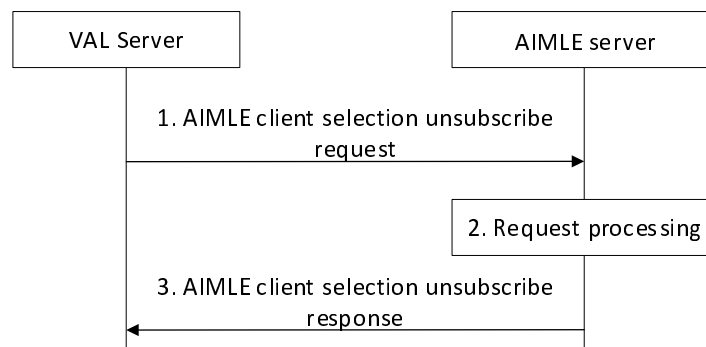 VAL Server
AIMLE server
1. AIMLE client selection unsubscribe
request
2. Request processing
3. AIMLE client selection unsubscribe
response